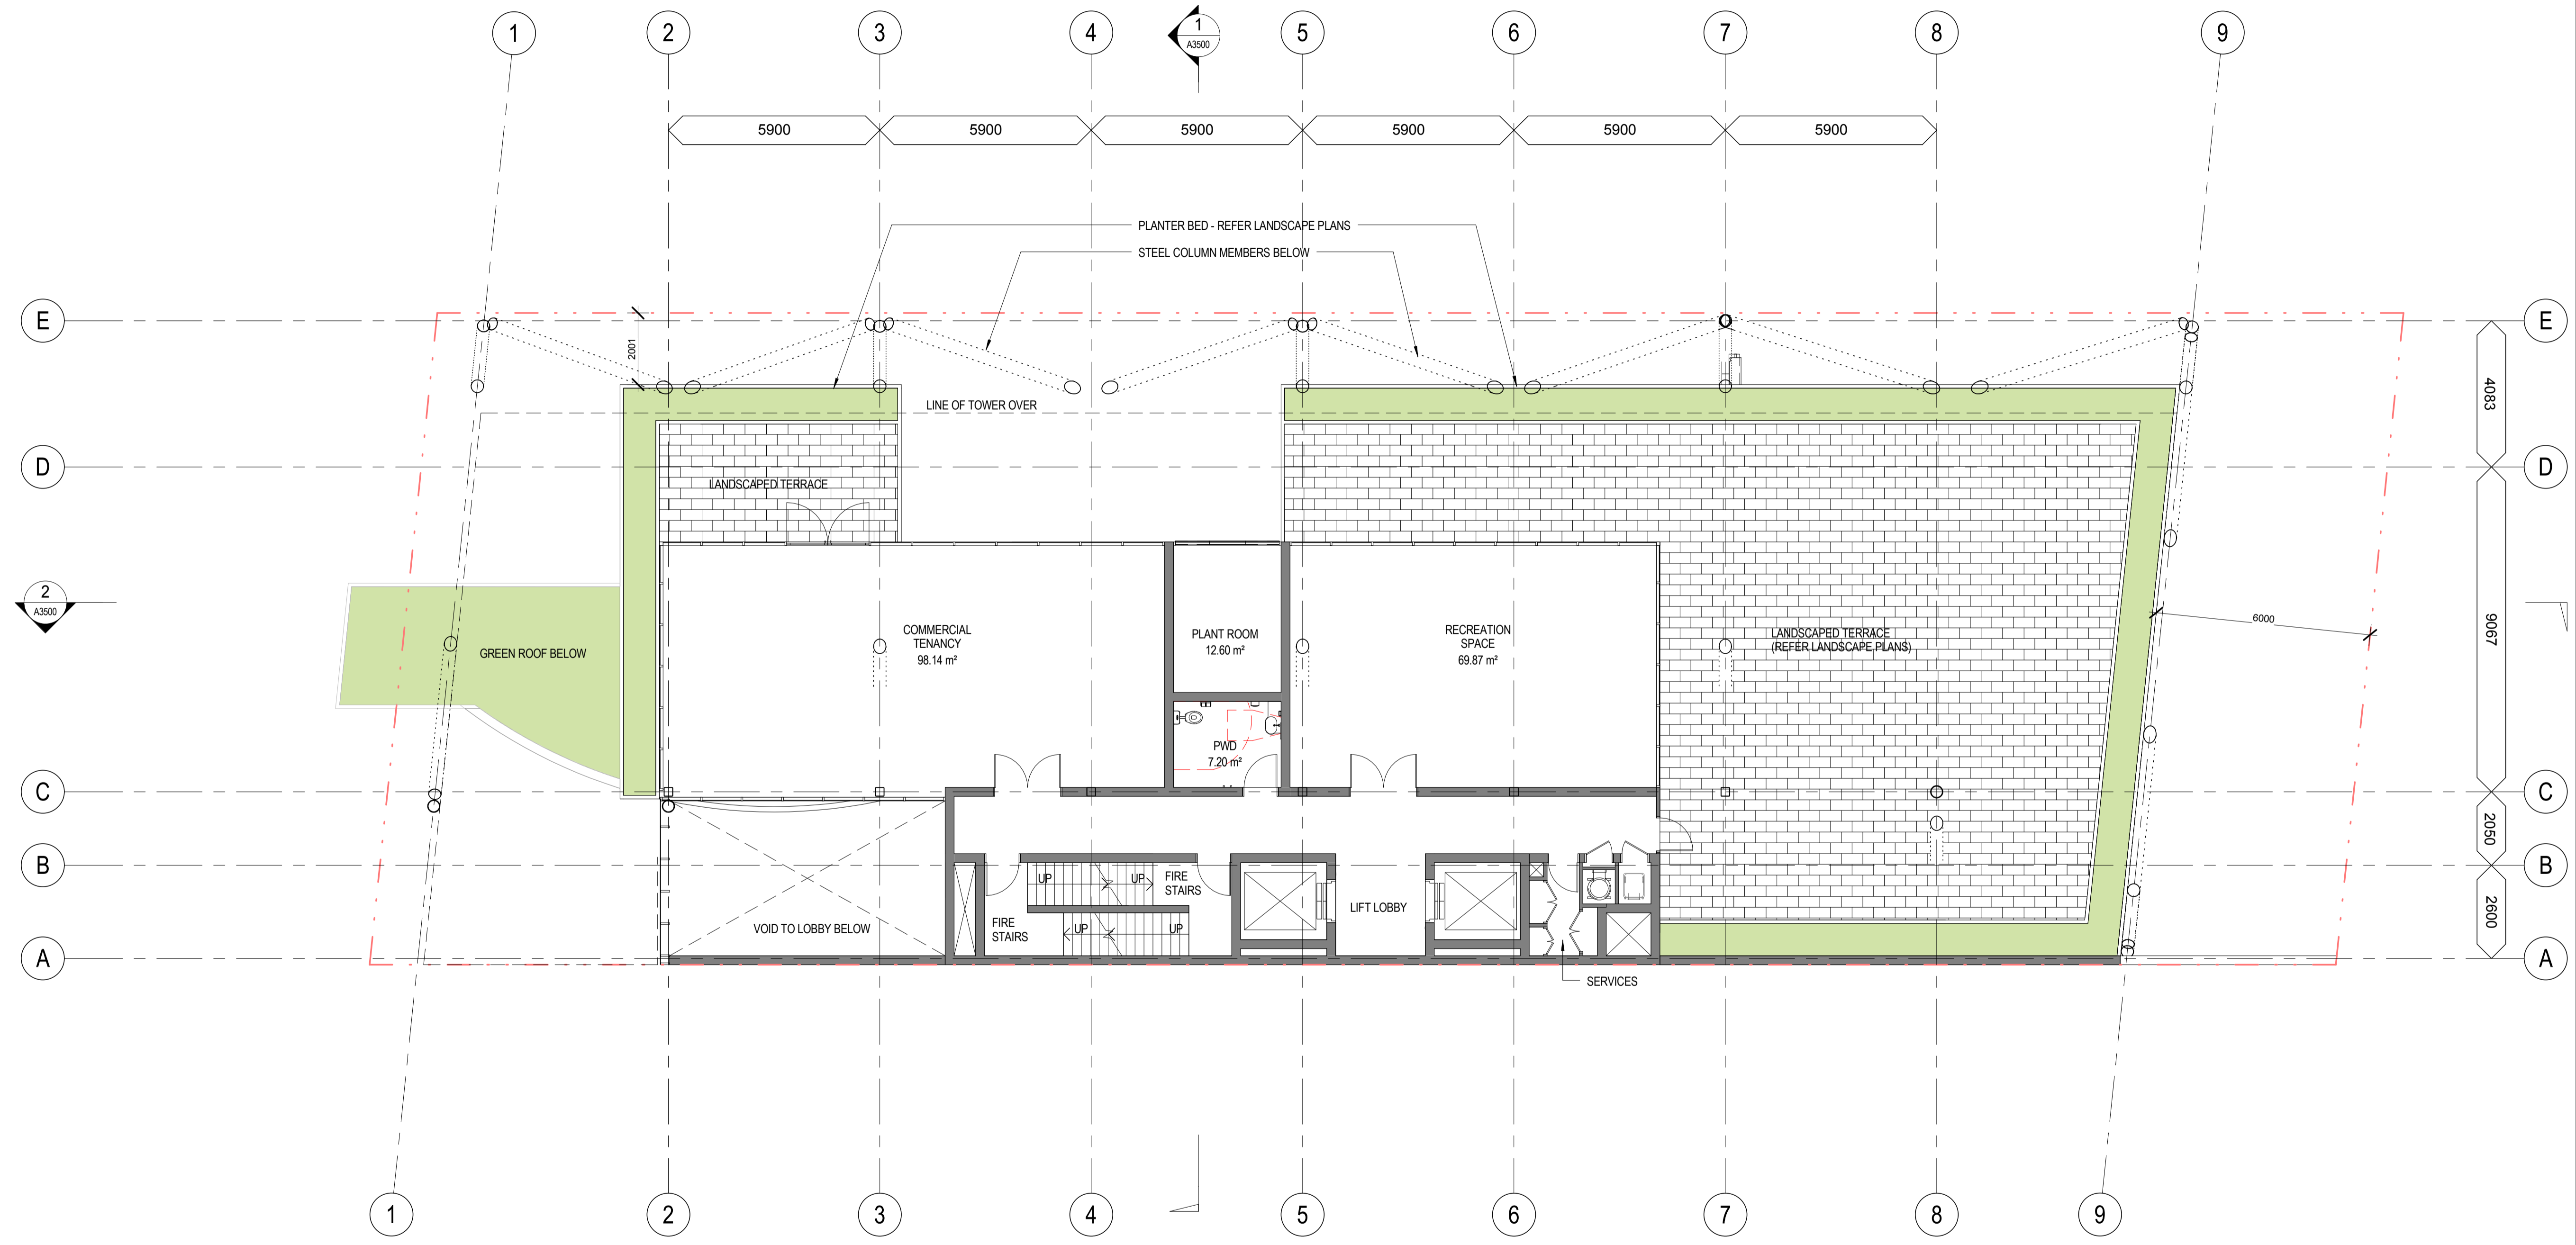 1
2
3
4
1
A3500
5
6
7
8
9
5900
5900
5900
5900
5900
5900
PLANTER BED - REFER LANDSCAPE PLANS
STEEL COLUMN MEMBERS BELOW
E
E
2001
4083
LINE OF TOWER OVER
D
D
LANDSCAPED TERRACE
2
A3500
6000
9067
COMMERCIAL
TENANCY
98.14 m²
PLANT ROOM
12.60 m²
RECREATION
SPACE
69.87 m²
LANDSCAPED TERRACE
(REFER LANDSCAPE PLANS)
GREEN ROOF BELOW
PWD
7.20 m²
C
C
2050
B
B
UP
UP
FIRE
STAIRS
LIFT LOBBY
2600
VOID TO LOBBY BELOW
FIRE
STAIRS
UP
UP
A
A
SERVICES
1
2
3
4
5
6
7
8
9